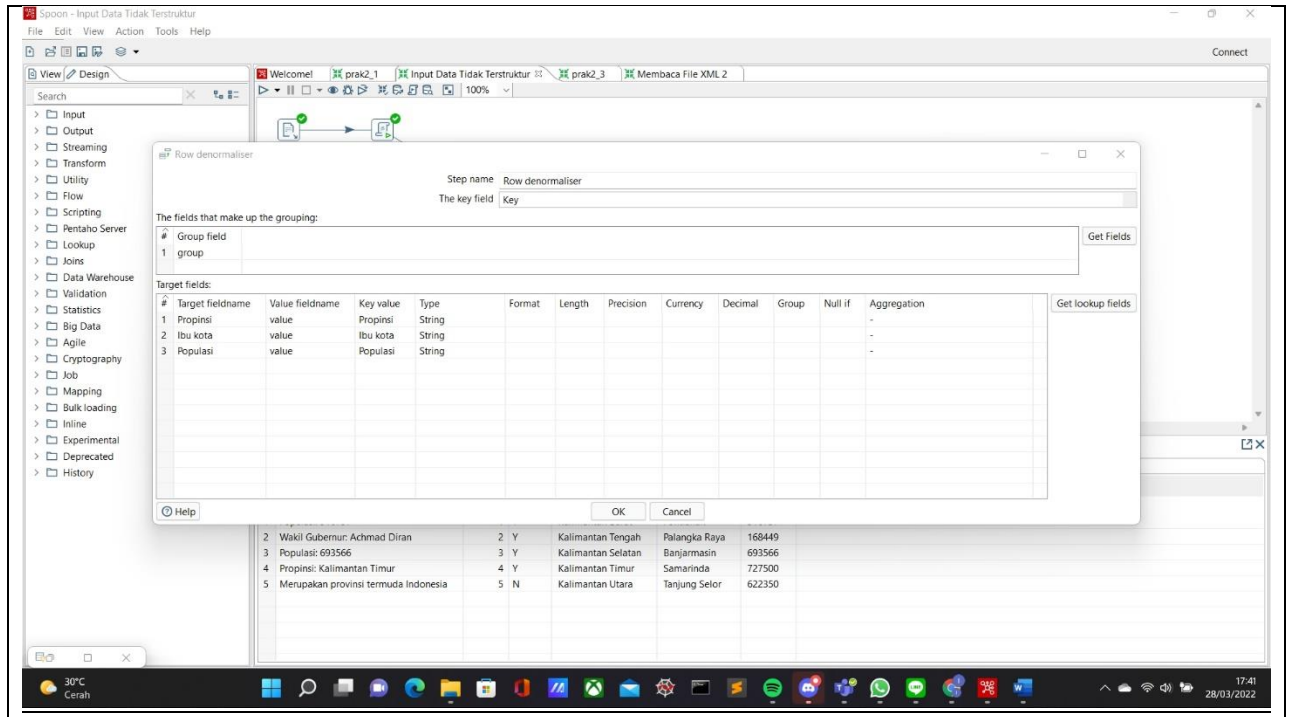 Spoon - Input Data Tidak Terstruktur
File Edit View Action Tools Help
Connect
View Design
Welcome! prak2_1 Input Data Tidak Terstruktur prak2_3 Membaca File XML 2
Search
100%
Input
Output
Streaming
Transform
Utility
Flow
Scripting
Pentaho Server
Lookup
Joins
Data Warehouse
Validation
Statistics
Big Data
Agile
Cryptography
Job
Mapping
Bulk loading
Inline
Experimental
Deprecated
History
Row denormaliser
Step name Row denormaliser
The key field Key
The fields that make up the grouping:
# Group field
1 group
Get Fields
Target fields:
# Target fieldname Value fieldname Key value Type Format Length Precision Currency Decimal Group Null if Aggregation
1 Propinsi value Propinsi String -
2 Ibu kota value Ibu kota String -
3 Populasi value Populasi String -
Get lookup fields
Help OK Cancel
2 Wakil Gubernur: Achmad Diran 2 Y Kalimantan Tengah Palangka Raya 168449
3 Populasi: 693566 3 Y Kalimantan Selatan Banjarmasin 693566
4 Propinsi: Kalimantan Timur 4 Y Kalimantan Timur Samarinda 727500
5 Merupakan provinsi termuda Indonesia 5 N Kalimantan Utara Tanjung Selor 622350
30°C
Cerah
17:41
28/03/2022